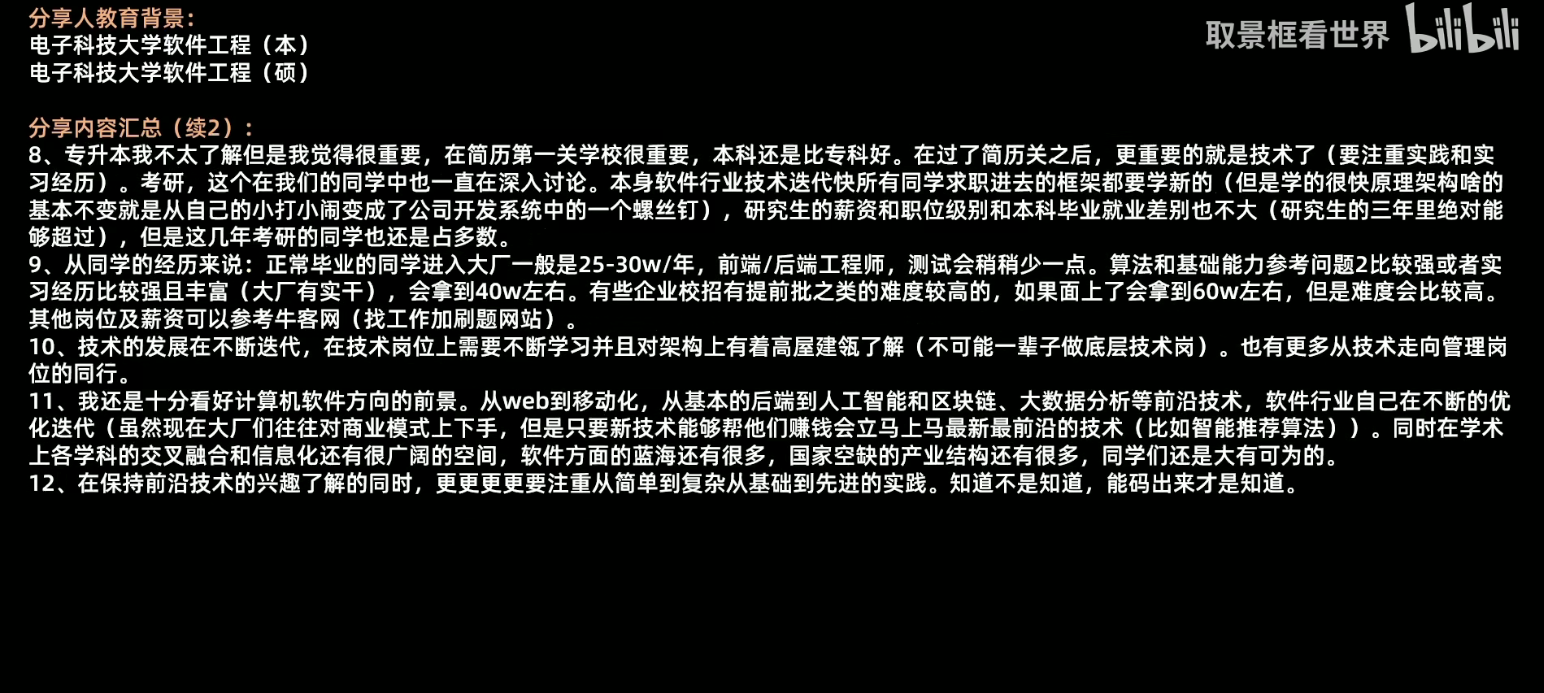 分享人教育背景：
取景框看世界 bilibili
电子科技大学软件工程（本）
电子科技大学软件工程（硕）
分享内容汇总（续2）：
8、专升本我不太了解但是我觉得很重要，在简历第一关学校很重要，本科还是比专科好。在过了简历关之后，更重要的就是技术了（要注重实践和实
习经历）。考研，这个在我们的同学中也一直在深入讨论。本身软件行业技术迭代快所有同学求职进去的框架都要学新的（但是学的很快原理架构啥的
基本不变就是从自己的小打小闹变成了公司开发系统中的一个螺丝钉），研究生的薪资和职位级别和本科毕业就业差别也不大（研究生的三年里绝对能
够超过），但是这几年考研的同学也还是占多数。
9、从同学的经历来说：正常毕业的同学进入大厂一般是25-30w/年，前端/后端工程师，测试会稍稍少一点。算法和基础能力参考问题2比较强或者实
习经历比较强且丰富（大厂有实干），会拿到40w左右。有些企业校招有提前批之类的难度较高的，如果面上了会拿到60w左右，但是难度会比较高。
其他岗位及薪资可以参考牛客网（找工作加刷题网站）。
10、技术的发展在不断迭代，在技术岗位上需要不断学习并且对架构上有着高屋建瓴了解（不可能一辈子做底层技术岗）。也有更多从技术走向管理岗
位的同行。
11、我还是十分看好计算机软件方向的前景。从web到移动化，从基本的后端到人工智能和区块链、大数据分析等前沿技术，软件行业自己在不断的优
化迭代（虽然现在大厂们往往对商业模式上下手，但是只要新技术能够帮他们赚钱会立马上马最新最前沿的技术（比如智能推荐算法））。同时在学术
上各学科的交叉融合和信息化还有很广阔的空间，软件方面的蓝海还有很多，国家空缺的产业结构还有很多，同学们还是大有可为的。
12、在保持前沿技术的兴趣了解的同时，更更更更要注重从简单到复杂从基础到先进的实践。知道不是知道，能码出来才是知道。